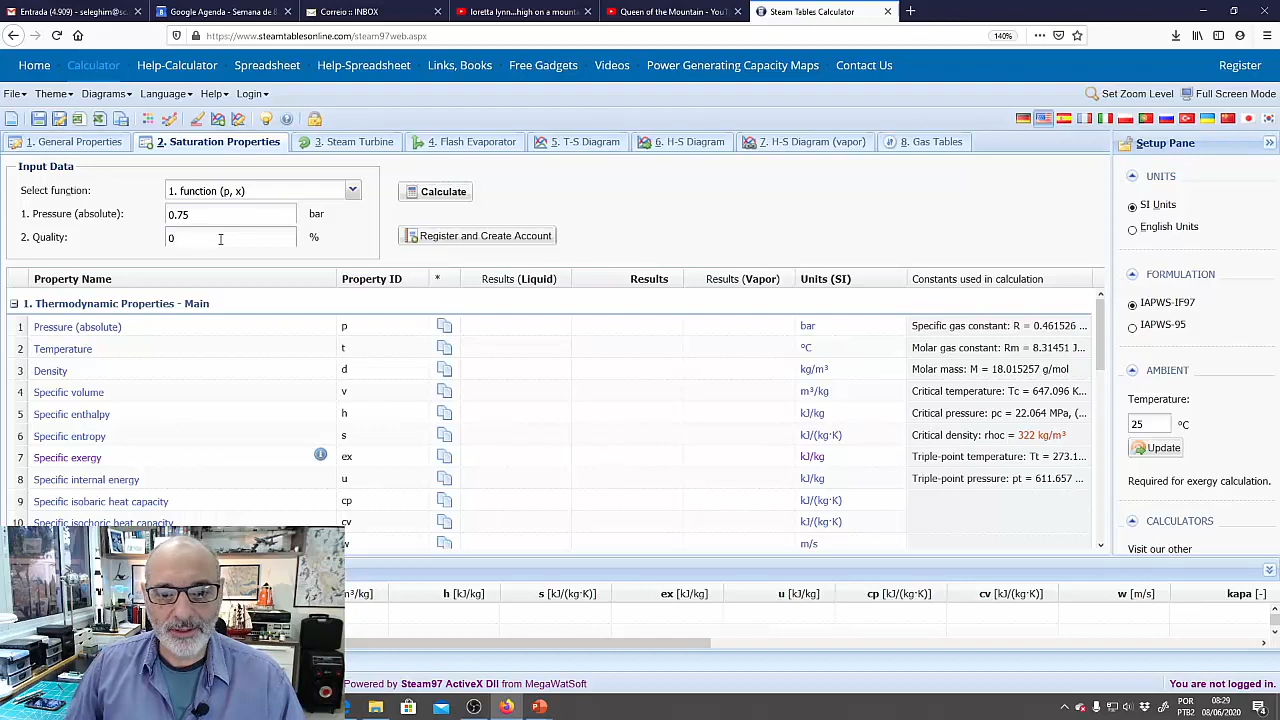 Entrada (4.909) - seleghim@sc
Google Agenda - Semana de 8
Correio :: INBOX
loretta lynn...high on a mounta
Queen of the Mountain - YouT
Steam Tables Calculator
https://www.steamtablesonline.com/steam97web.aspx
140%
Home Calculator Help-Calculator Spreadsheet Help-Spreadsheet Links, Books Free Gadgets Videos Power Generating Capacity Maps Contact Us Register
File Theme Diagrams Language Help Login Set Zoom Level Full Screen Mode
1. General Properties 2. Saturation Properties 3. Steam Turbine 4. Flash Evaporator 5. T-S Diagram 6. H-S Diagram 7. H-S Diagram (vapor) 8. Gas Tables
Setup Pane
Input Data
Select function: 1. function (p, x) Calculate
1. Pressure (absolute): 0.75 bar
2. Quality: 0 % Register and Create Account
Property Name Property ID * Results (Liquid) Results Results (Vapor) Units (SI) Constants used in calculation
1. Thermodynamic Properties - Main
1 Pressure (absolute) p bar Specific gas constant: R = 0.461526 ...
2 Temperature t ºC Molar gas constant: Rm = 8.31451 J...
3 Density d kg/m³ Molar mass: M = 18.015257 g/mol
4 Specific volume v m³/kg Critical temperature: Tc = 647.096 K...
5 Specific enthalpy h kJ/kg Critical pressure: pc = 22.064 MPa, (...
6 Specific entropy s kJ/(kg·K) Critical density: rhoc = 322 kg/m³
7 Specific exergy ex kJ/kg Triple-point temperature: Tt = 273.1...
8 Specific internal energy u kJ/kg Triple-point pressure: pt = 611.657 ...
9 Specific isobaric heat capacity cp kJ/(kg·K)
10 Specific isochoric heat capacity cv kJ/(kg·K)
m/s
UNITS
SI Units
English Units
FORMULATION
IAPWS-IF97
IAPWS-95
AMBIENT
Temperature:
25 ºC
Update
Required for exergy calculation.
CALCULATORS
Visit our other
³/kg] h [kJ/kg] s [kJ/(kg·K)] ex [kJ/kg] u [kJ/kg] cp [kJ/(kg·K)] cv [kJ/(kg·K)] w [m/s] kapa [-]
Powered by Steam97 ActiveX Dll from MegaWatSoft
You are not logged in.
POR
PTB2
08:29
08/06/2020